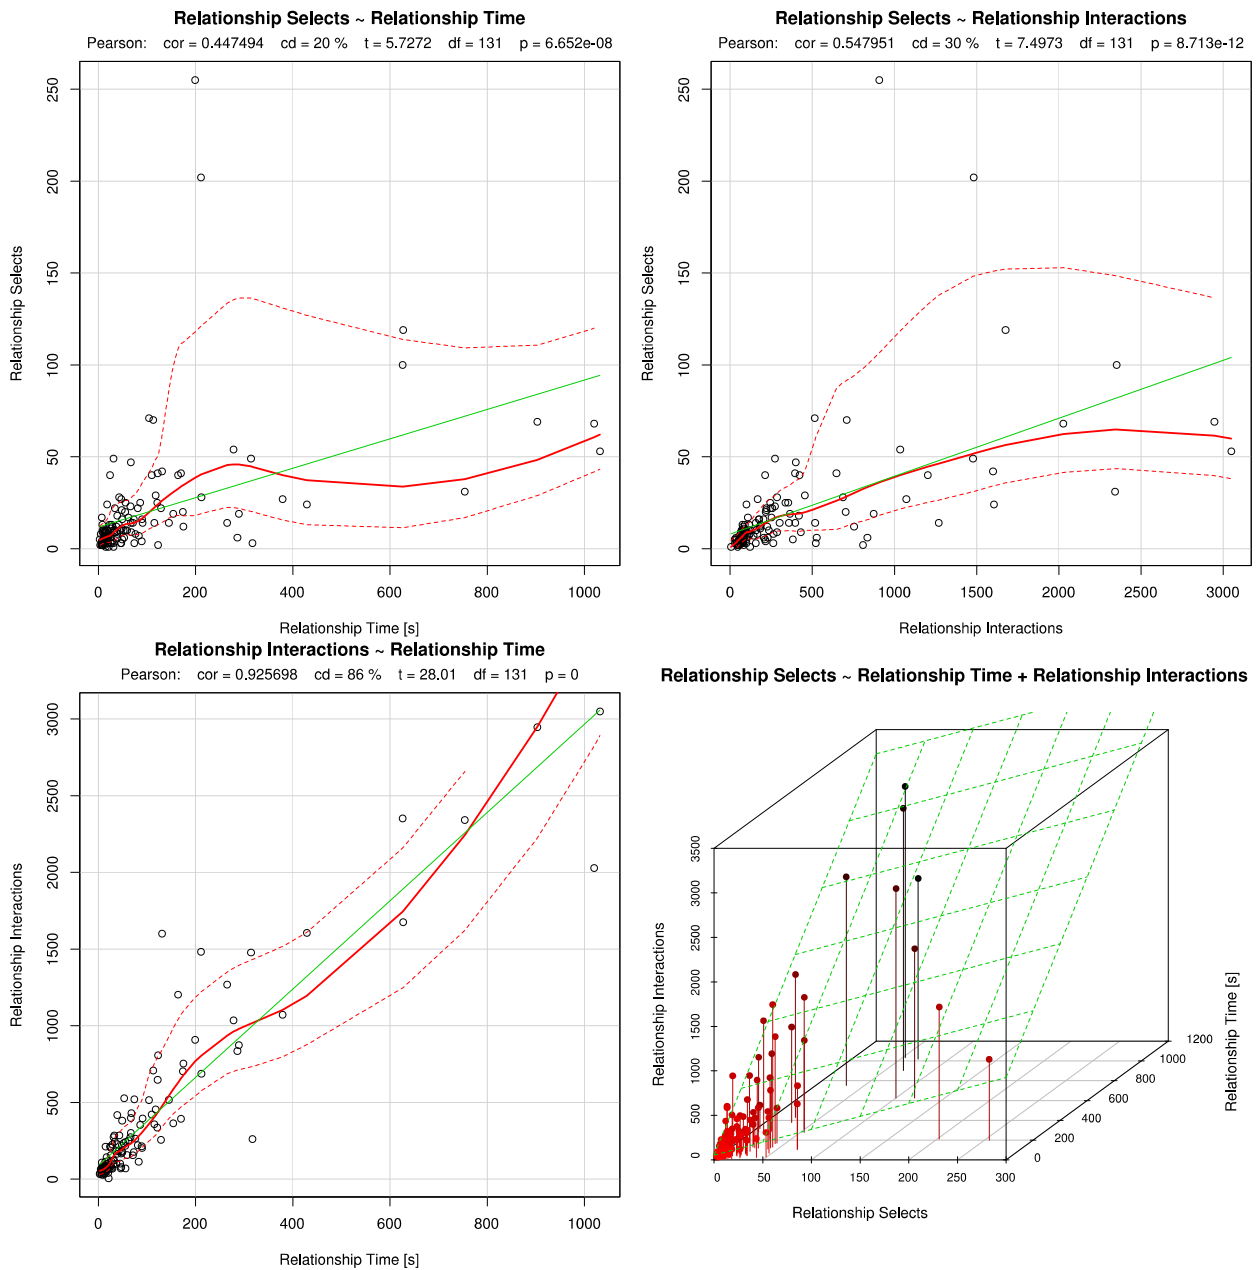 Relationship Selects ~ Relationship Time
Pearson: cor = 0.447494 cd = 20 % t = 5.7272 df = 131 p = 6.652e-08
250
200
150
100
50
0
Relationship Selects
0 200 400 600 800 1000
Relationship Time [s]
Relationship Selects ~ Relationship Interactions
Pearson: cor = 0.547951 cd = 30 % t = 7.4973 df = 131 p = 8.713e-12
250
200
150
100
50
0
Relationship Selects
0 500 1000 1500 2000 2500 3000
Relationship Interactions
Relationship Interactions ~ Relationship Time
Pearson: cor = 0.925698 cd = 86 % t = 28.01 df = 131 p = 0
3000
2500
2000
1500
1000
500
0
Relationship Interactions
0 200 400 600 800 1000
Relationship Time [s]
Relationship Selects ~ Relationship Time + Relationship Interactions
3500
3000
2500
2000
1500
1000
500
0
Relationship Interactions
0 50 100 150 200 250 300
Relationship Selects
0
200
400
600
800
1000
1200
Relationship Time [s]